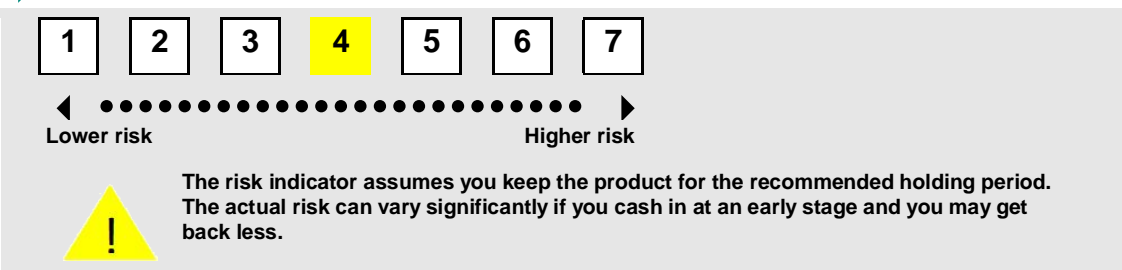 1 2 3 4 5 6 7
Lower risk Higher risk
The risk indicator assumes you keep the product for the recommended holding period.
The actual risk can vary significantly if you cash in at an early stage and you may get
back less.
!